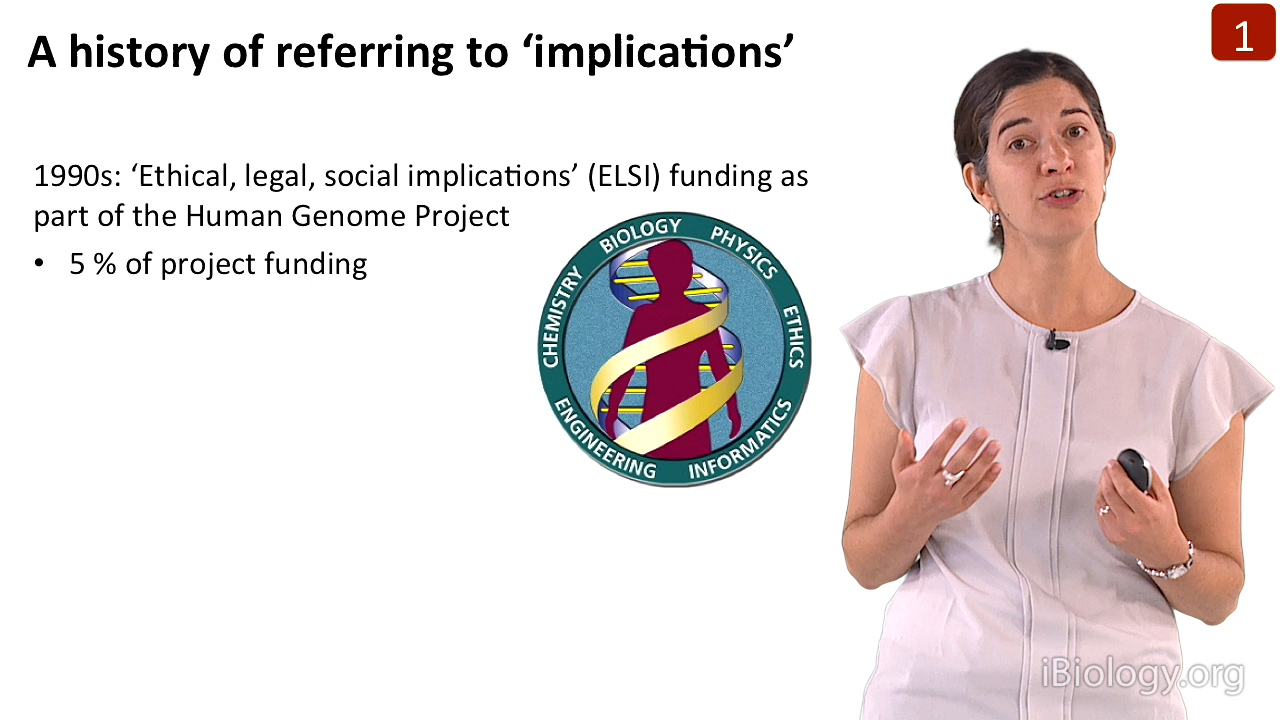 A history of referring to ‘implications’
1
1990s: ‘Ethical, legal, social implications’ (ELSI) funding as
part of the Human Genome Project
• 5 % of project funding
CHEMISTRY BIOLOGY PHYSICS ETHICS
ENGINEERING INFORMATICS
iBiology.org